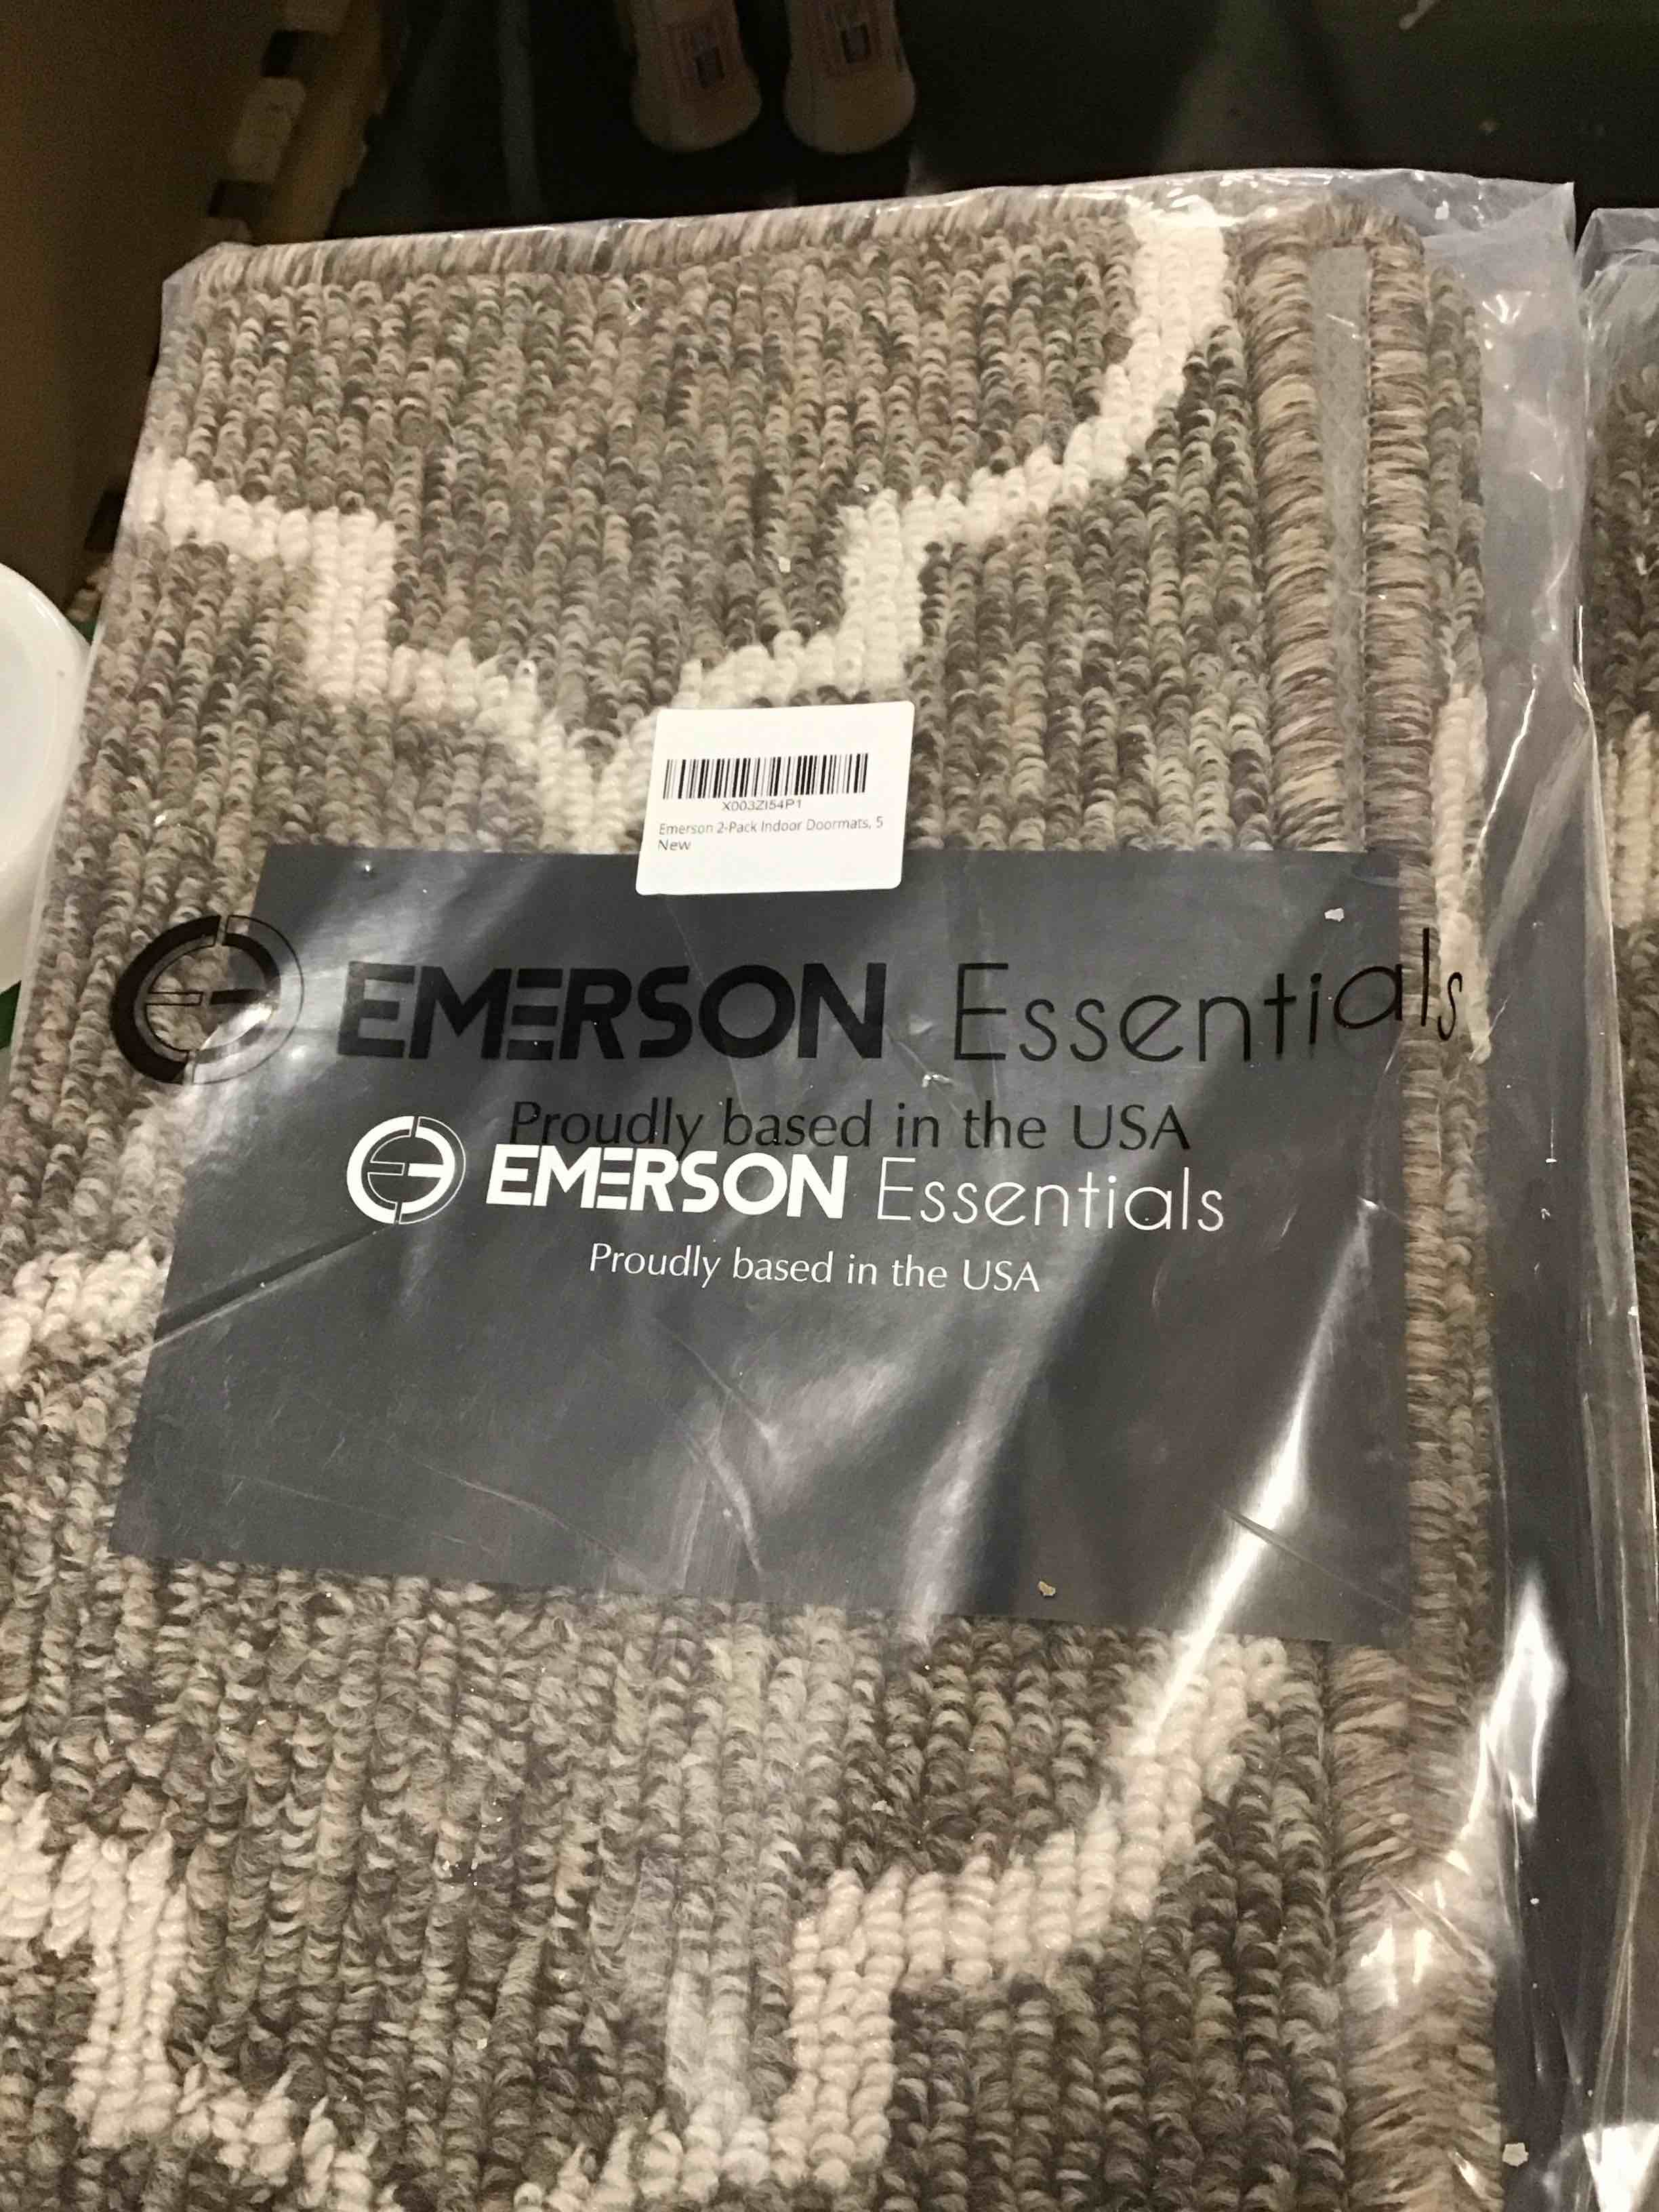 X003ZI54P1
Emerson 2-Pack Indoor Doormats, 5
New
EMERSON Essentials
Proudly based in the USA
EMERSON Essentials
Proudly based in the USA